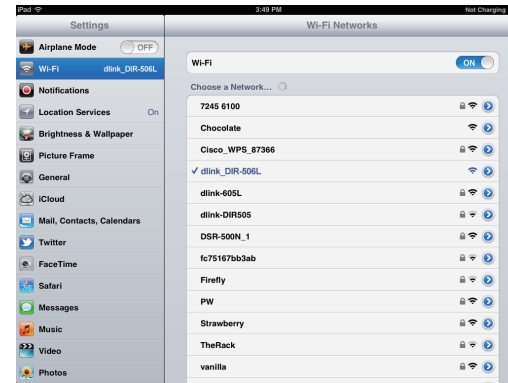 iPad 3:49 PM Not Charging
Settings
Airplane Mode OFF
Wi-Fi dlink_DIR-506L
Notifications
Location Services On
Brightness & Wallpaper
Picture Frame
General
iCloud
Mail, Contacts, Calendars
Twitter
FaceTime
Safari
Messages
Music
Video
Photos
Wi-Fi Networks
Wi-Fi ON
Choose a Network...
7245 6100
Chocolate
Cisco_WPS_87366
dlink_DIR-506L
dlink-605L
dlink-DIR505
DSR-500N_1
fc75167bb3ab
Firefly
PW
Strawberry
TheRack
vanilla